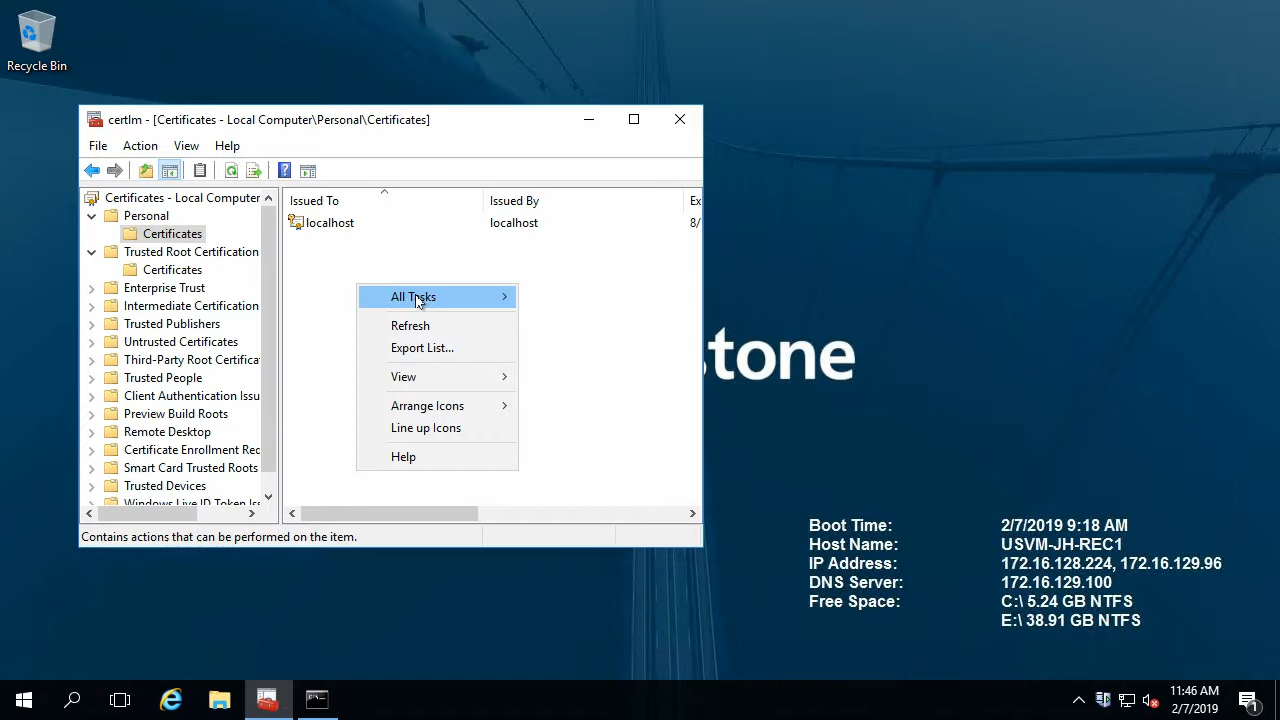 Recycle Bin
certlm - [Certificates - Local Computer\Personal\Certificates]
File Action View Help
Certificates - Local Computer
Personal
Certificates
Trusted Root Certification
Certificates
Enterprise Trust
Intermediate Certification
Trusted Publishers
Untrusted Certificates
Third-Party Root Certifica
Trusted People
Client Authentication Issu
Preview Build Roots
Remote Desktop
Certificate Enrollment Rec
Smart Card Trusted Roots
Trusted Devices
Windows Live ID Token Iss
Issued To Issued By Ex
localhost localhost 8/
All Tasks
Refresh
Export List...
View
Arrange Icons
Line up Icons
Help
Contains actions that can be performed on the item.
stone
Boot Time: 2/7/2019 9:18 AM
Host Name: USVM-JH-REC1
IP Address: 172.16.128.224, 172.16.129.96
DNS Server: 172.16.129.100
Free Space: C:\ 5.24 GB NTFS
E:\ 38.91 GB NTFS
11:46 AM
2/7/2019
1